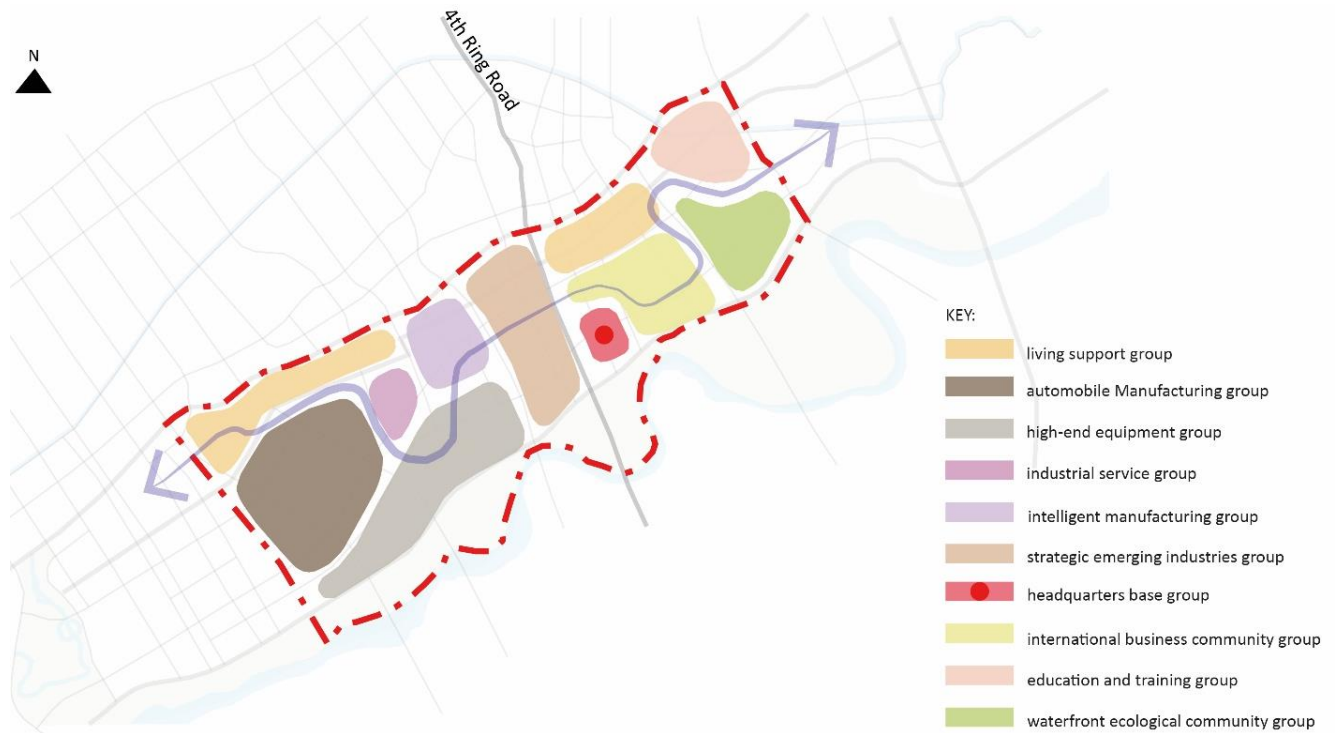 N
4th Ring Road
KEY:
living support group
automobile Manufacturing group
high-end equipment group
industrial service group
intelligent manufacturing group
strategic emerging industries group
headquarters base group
international business community group
education and training group
waterfront ecological community group